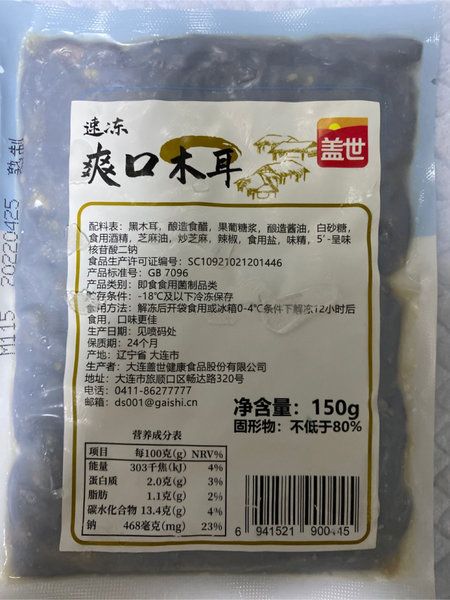 速冻
爽口木耳
盖世
配料表：黑木耳，酿造食醋，果葡糖浆，酿造酱油，白砂糖，
食用酒精，芝麻油，炒芝麻，辣椒，食用盐，味精，5′-呈味
核苷酸二钠
食品生产许可证编号：SC10921021201446
产品标准号：GB 7096
产品类别：即食食用菌制品类
贮存条件：-18℃及以下冷冻保存
食用方法：解冻后开袋食用或冰箱0-4℃条件下解冻12小时后
食用，口味更佳
生产日期：见喷码处
保质期：24个月
产地：辽宁省 大连市
生产者：大连盖世健康食品股份有限公司
地址：大连市旅顺口区畅达路320号
电话：0411-86277777
邮箱：ds001@gaishi.cn
净含量：150g
固形物：不低于80%
营养成分表
项目 每100克(g) NRV%
能量 303千焦(kJ) 4%
蛋白质 2.0克(g) 3%
脂肪 1.1克(g) 2%
碳水化合物 13.4克(g) 4%
钠 468毫克(mg) 23%
6 941521 900445
M115 20220425 熟制